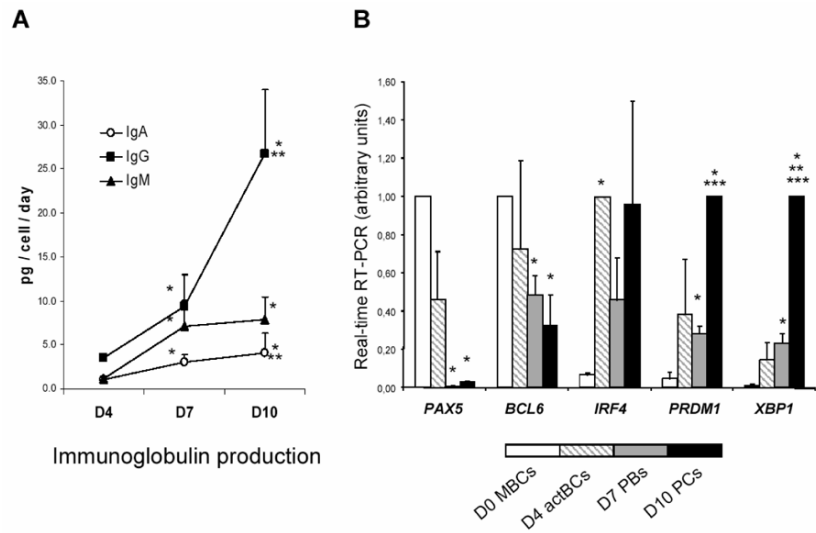 A
35.0
30.0
25.0
20.0
15.0
10.0
5.0
0.0
pg / cell / day
IgA
IgG
IgM
*
*
*
*
**
*
*
**
D4 D7 D10
Immunoglobulin production
B
1,60
1,40
1,20
1,00
0,80
0,60
0,40
0,20
0,00
Real-time RT-PCR (arbitrary units)
* *
* *
*
*
*
***
*
*
**
***
PAX5 BCL6 IRF4 PRDM1 XBP1
D0 MBCs
D4 actBCs
D7 PBs
D10 PCs